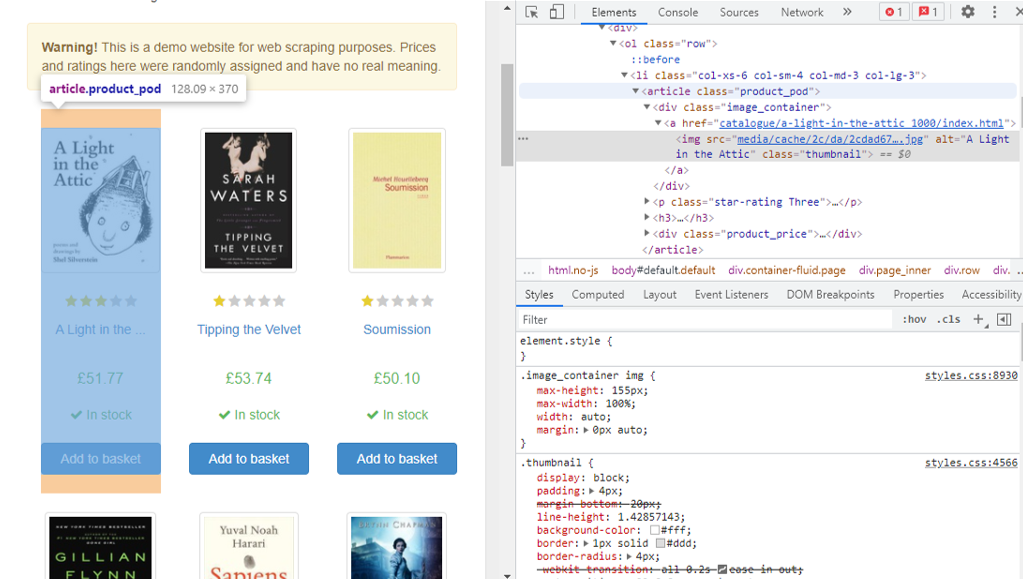 Warning! This is a demo website for web scraping purposes. Prices
and ratings here were randomly assigned and have no real meaning.
article.product_pod 128.09 × 370
A Light
in the
Attic
poems and
drawings by
Shel Silverstein
SARAH
WATERS
TIPPING
THE VELVET
Michel Houellebecq
Soumission
Flammarion
A Light in the ...
Tipping the Velvet
Soumission
£51.77
£53.74
£50.10
In stock
In stock
In stock
Add to basket
Add to basket
Add to basket
NEW YORK TIMES BESTSELLER
GILLIAN
FLYNN
Yuval Noah
Harari
Sapiens
Elements Console Sources Network » 1 1
<div>
▼<ol class="row">
::before
▼<li class="col-xs-6 col-sm-4 col-md-3 col-lg-3">
▼<article class="product_pod">
▼<div class="image_container">
▼<a href="catalogue/a-light-in-the-attic_1000/index.html">
<img src="media/cache/2c/da/2cdad67….jpg" alt="A Light
in the Attic" class="thumbnail"> == $0
</a>
</div>
▶<p class="star-rating Three">…</p>
▶<h3>…</h3>
▶<div class="product_price">…</div>
</article>
... html.no-js body#default.default div.container-fluid.page div.page_inner div.row div. ...
Styles Computed Layout Event Listeners DOM Breakpoints Properties Accessibility
Filter :hov .cls +
element.style {
}
.image_container img { styles.css:8930
max-height: 155px;
max-width: 100%;
width: auto;
margin: ▶ 0px auto;
}
.thumbnail { styles.css:4566
display: block;
padding: ▶ 4px;
margin-bottom: 20px;
line-height: 1.42857143;
background-color: #fff;
border: ▶ 1px solid #ddd;
border-radius: ▶ 4px;
-webkit-transition: all 0.2s ease-in-out;